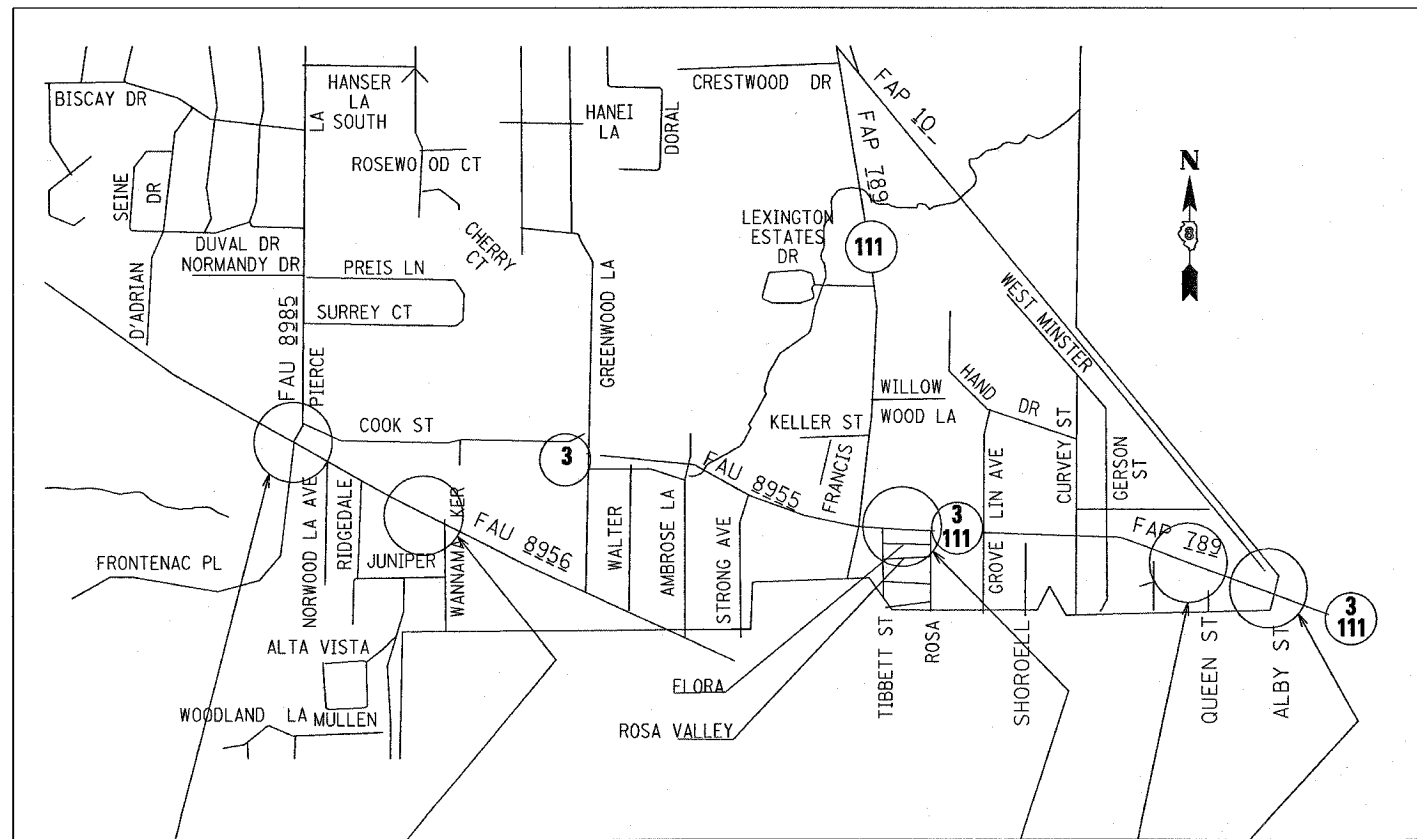 BISCAY DR
HANSER
LA
SOUTH
LA
HANEI
LA
DORAL
CRESTWOOD DR
FAP 10
FAP 789
N
8
SEINE
DR
ROSEWOOD CT
CHERRY
CT
LEXINGTON
ESTATES
DR
111
DUVAL DR
NORMANDY DR
PREIS LN
SURREY CT
D'ADRIAN
FAU 8985
PIERCE
GREENWOOD LA
WEST MINSTER
WILLOW
WOOD LA
HAND DR
KELLER ST
FRANCIS
COOK ST
3
FAU 8955
CURVEY ST
GERSON
ST
3
111
GROVE LIN AVE
FAP 789
FRONTENAC PL
NORWOOD LA AVE
RIDGEDALE
JUNIPER
WANNAMAKER
FAU 8956
WALTER
AMBROSE LA
STRONG AVE
3
111
ALTA VISTA
WOODLAND LA
MULLEN
FLORA
ROSA VALLEY
TIBBETT ST
ROSA
SHOROELL
QUEEN ST
ALBY ST